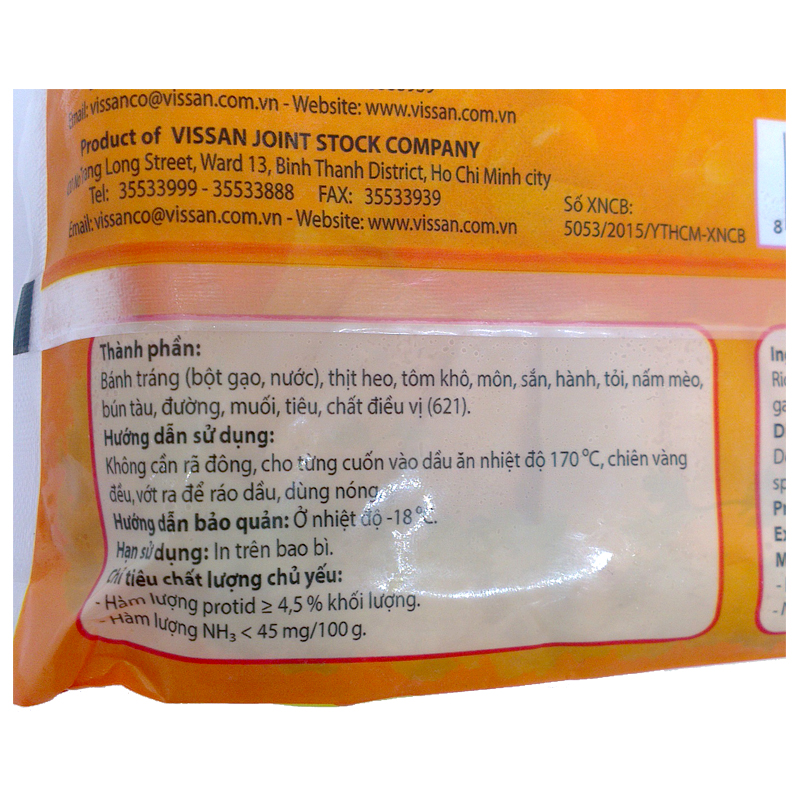 Email: vissanco@vissan.com.vn - Website: www.vissan.com.vn
Product of VISSAN JOINT STOCK COMPANY
Trang Long Street, Ward 13, Binh Thanh District, Ho Chi Minh city
Tel: 35533999 - 35533888 FAX: 35533939
Email: vissanco@vissan.com.vn - Website: www.vissan.com.vn
Số XNCB:
5053/2015/YTHCM-XNCB
8
Thành phần:
Bánh tráng (bột gạo, nước), thịt heo, tôm khô, môn, sắn, hành, tỏi, nấm mèo,
bún tàu, đường, muối, tiêu, chất điều vị (621).
Hướng dẫn sử dụng:
Không cần rã đông, cho từng cuốn vào dầu ăn nhiệt độ 170 °C, chiên vàng
đều, vớt ra để ráo dầu, dùng nóng.
Hướng dẫn bảo quản: Ở nhiệt độ -18 °C.
Hạn sử dụng: In trên bao bì.
Chỉ tiêu chất lượng chủ yếu:
- Hàm lượng protid ≥ 4,5 % khối lượng.
- Hàm lượng NH₃ < 45 mg/100 g.